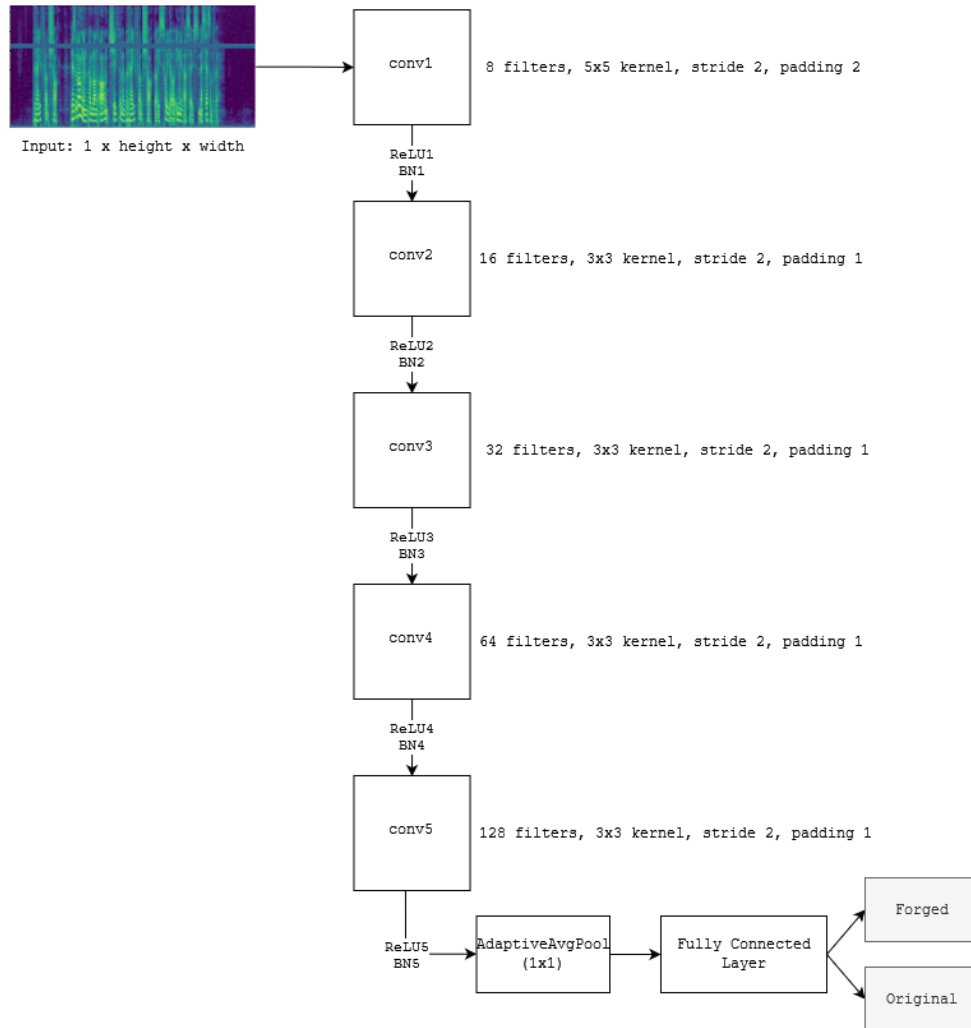 conv1
8 filters, 5x5 kernel, stride 2, padding 2
Input: 1 x height x width
ReLU1
BN1
conv2
16 filters, 3x3 kernel, stride 2, padding 1
ReLU2
BN2
conv3
32 filters, 3x3 kernel, stride 2, padding 1
ReLU3
BN3
conv4
64 filters, 3x3 kernel, stride 2, padding 1
ReLU4
BN4
conv5
128 filters, 3x3 kernel, stride 2, padding 1
ReLU5
BN5
AdaptiveAvgPool
(1x1)
Fully Connected
Layer
Forged
Original